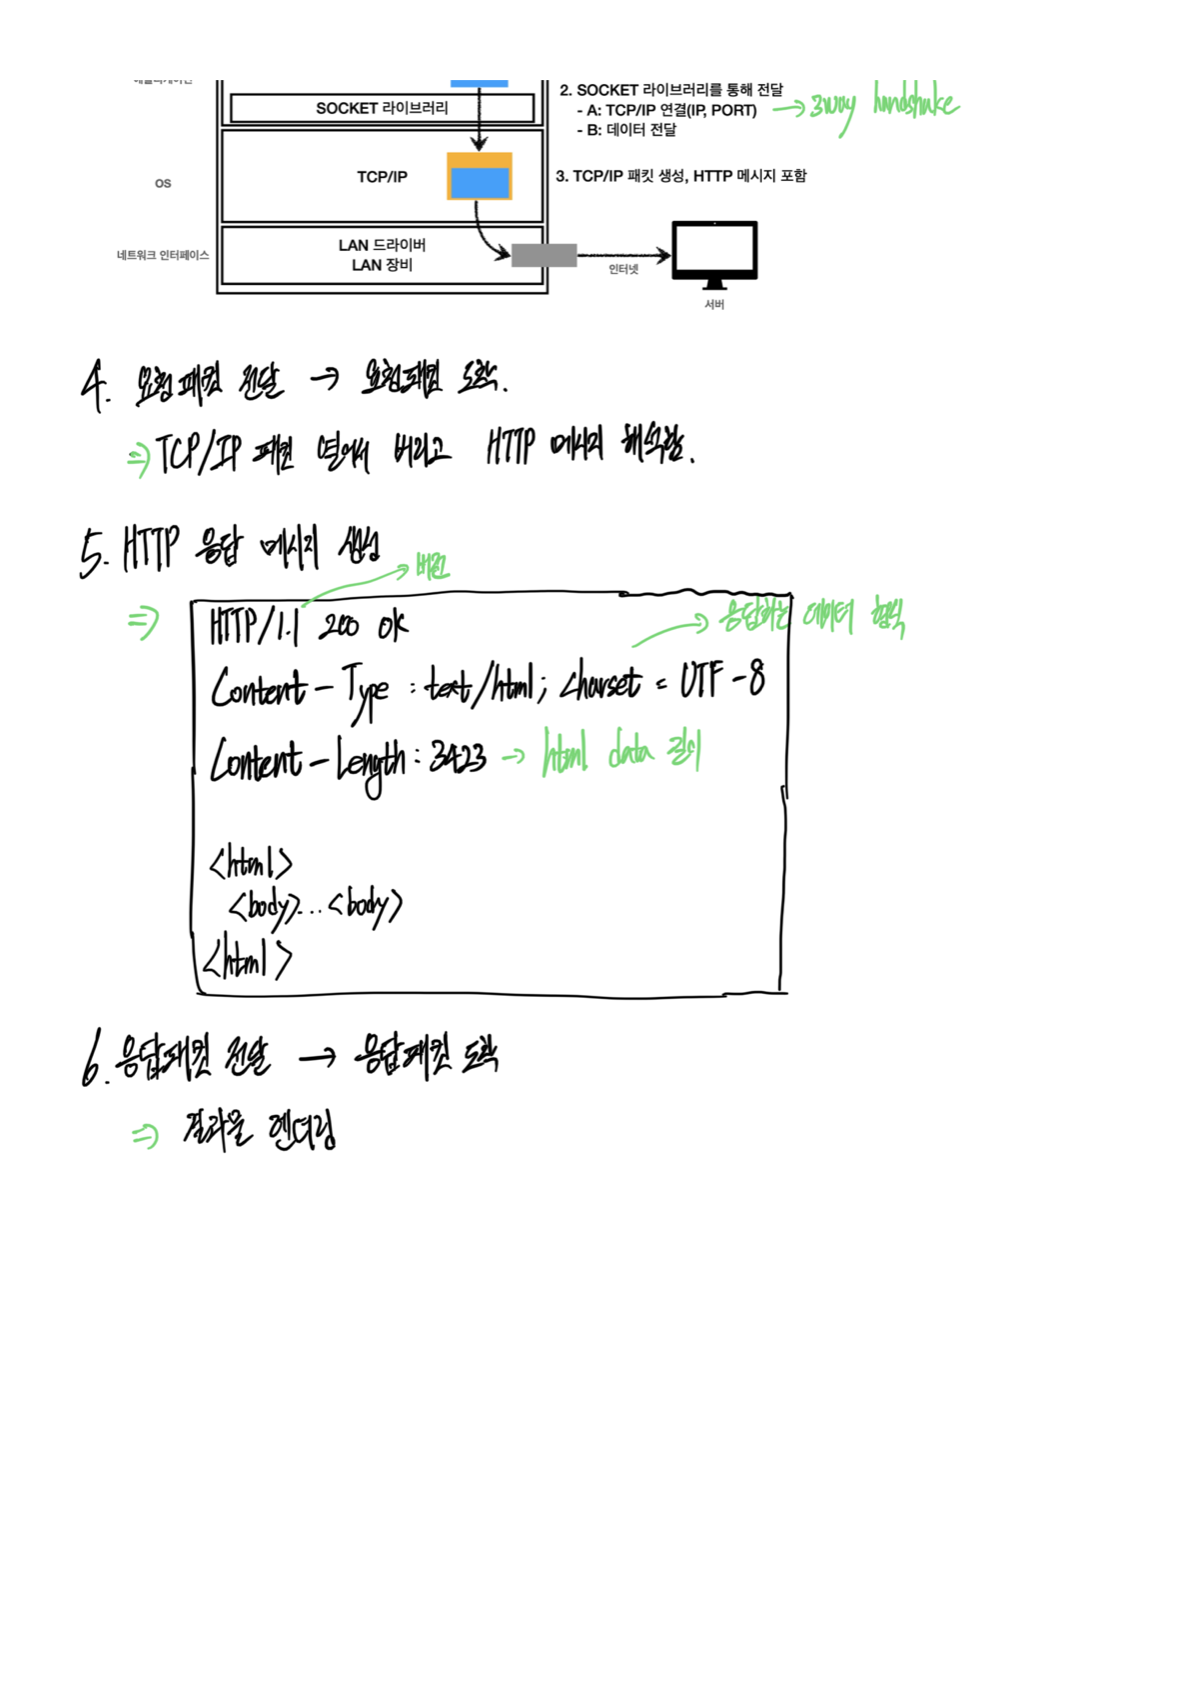 SOCKET 라이브러리
2. SOCKET 라이브러리를 통해 전달
- A: TCP/IP 연결(IP, PORT) → 3way handshake
- B: 데이터 전달
OS
TCP/IP
3. TCP/IP 패킷 생성, HTTP 메시지 포함
네트워크 인터페이스
LAN 드라이버
LAN 장비
인터넷
서버
4. 요청패킷 전달 → 요청패킷 도착.
⇒ TCP/IP 패킷 열어서 버리고 HTTP 메시지 해석함.
5. HTTP 응답 메시지 생성
→ 버전
⇒ HTTP/1.1 200 OK
→ 응답하는 데이터 형식
Content-Type : text/html; charset = UTF-8
Content-Length : 3423 → html data 길이
<html>
<body>...<body>
<html>
6. 응답패킷 전달 → 응답패킷 도착
⇒ 결과물 렌더링